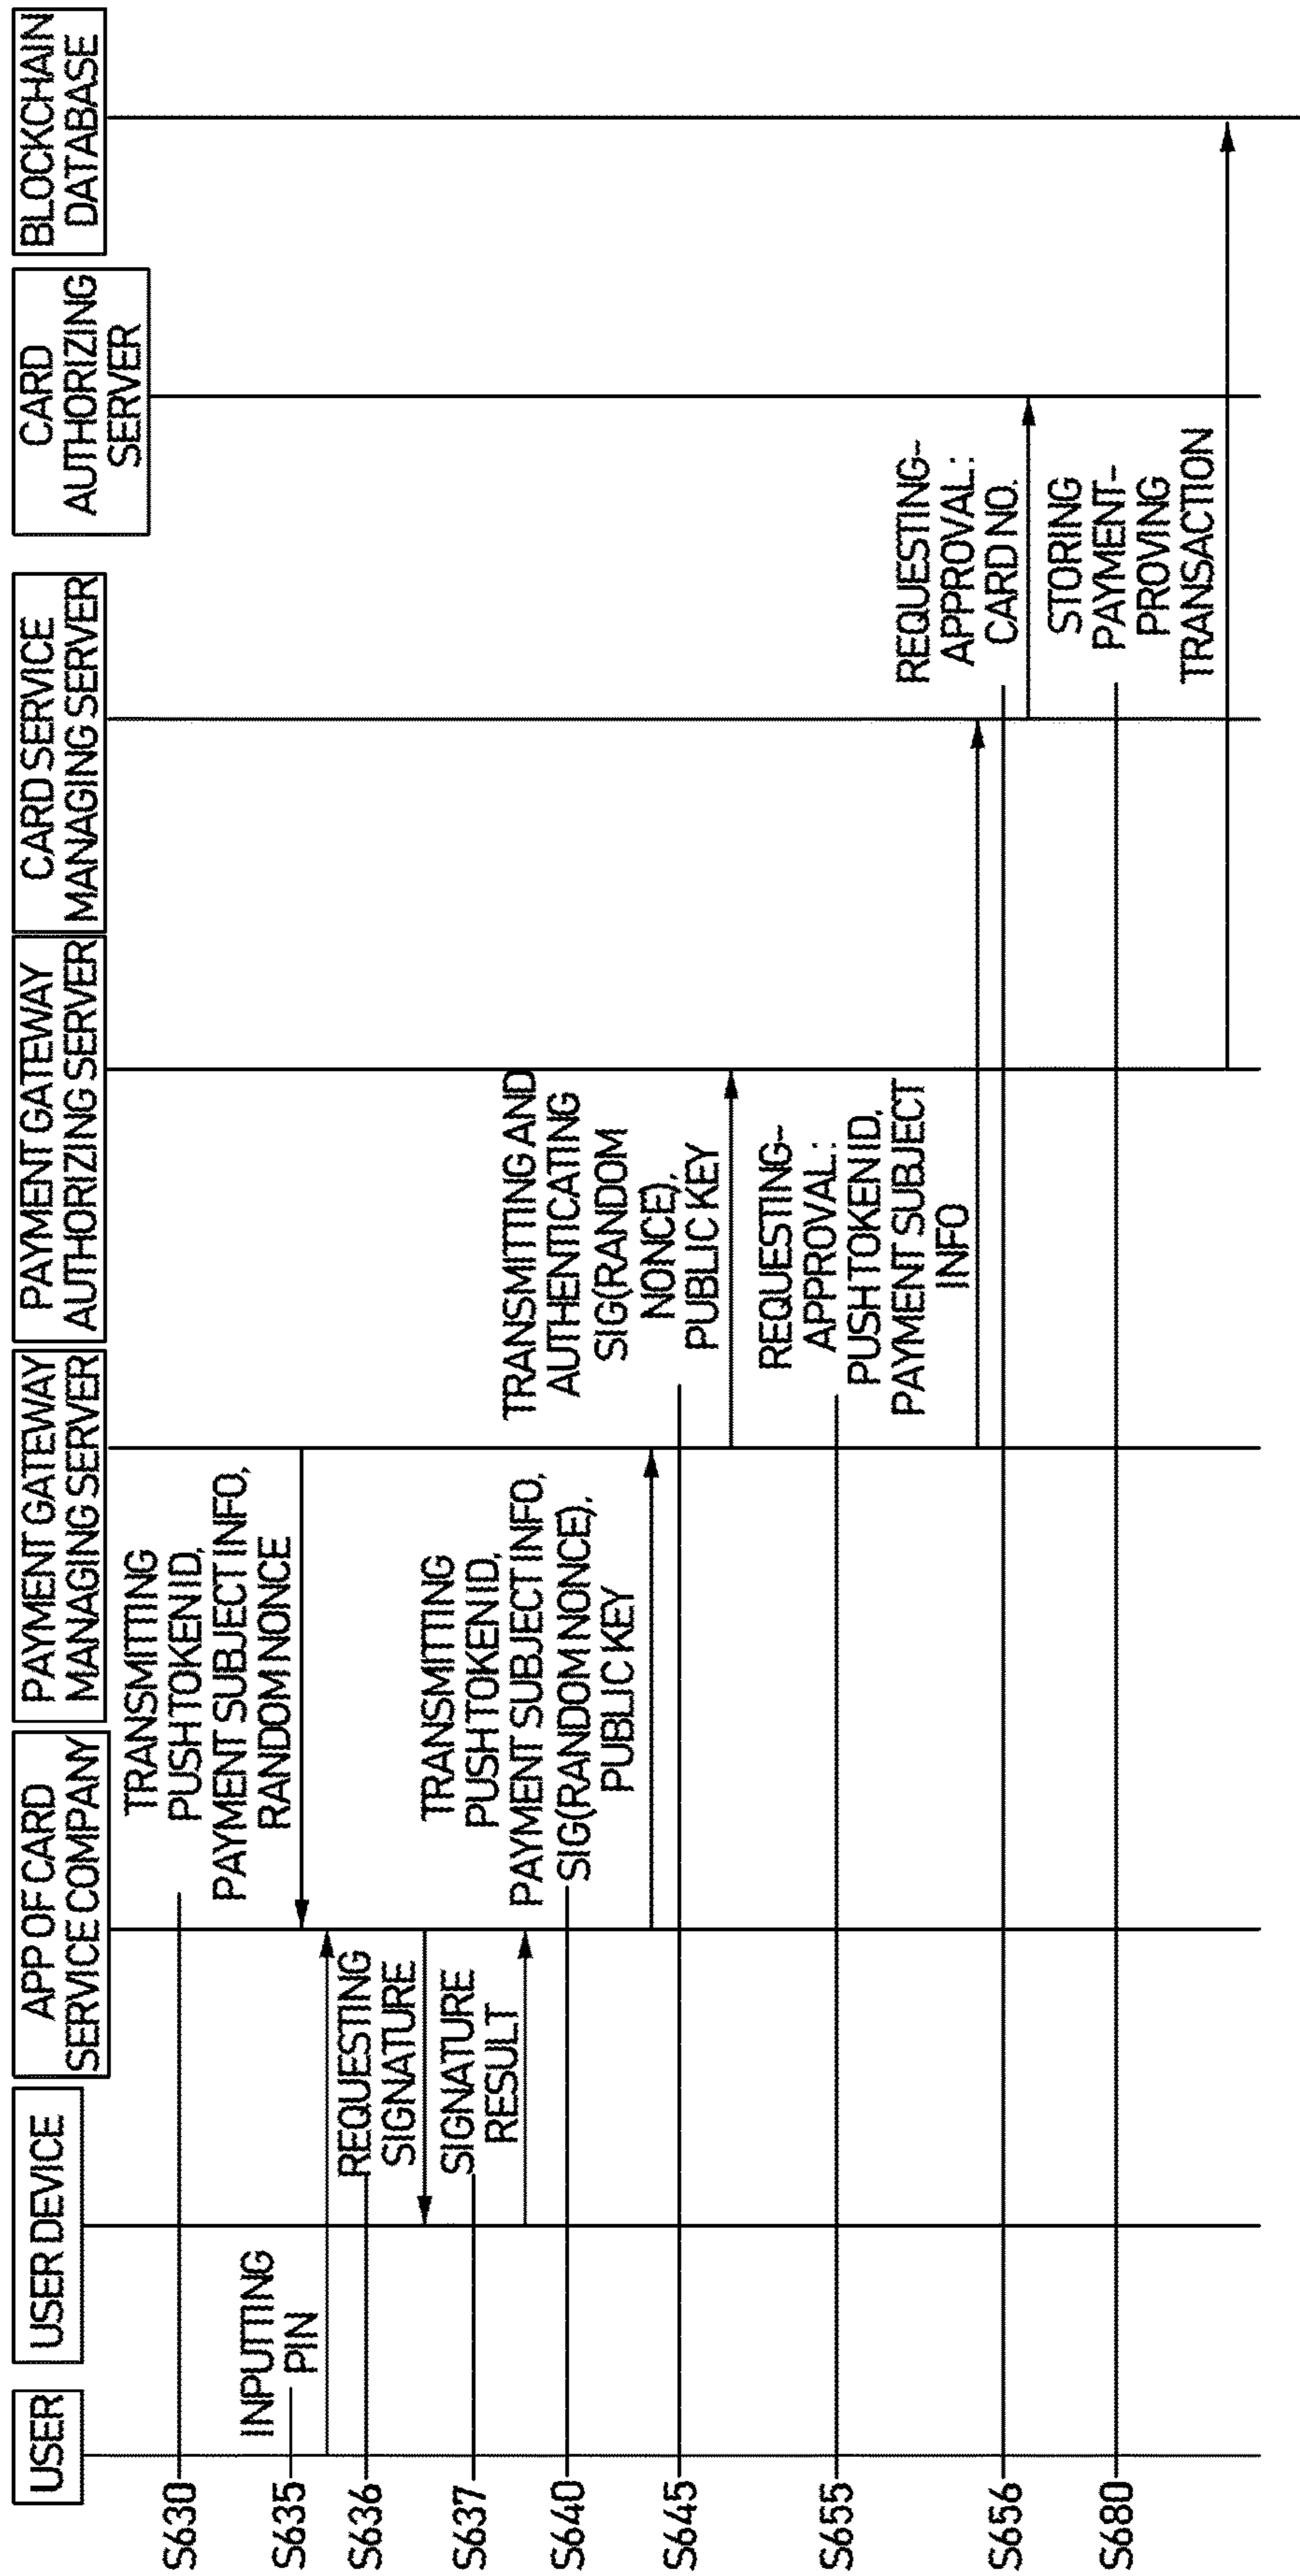 USER
USER DEVICE
APP OF CARD
SERVICE COMPANY
PAYMENT GATEWAY
MANAGING SERVER
PAYMENT GATEWAY
AUTHORIZING SERVER
CARD SERVICE
MANAGING SERVER
CARD
AUTHORIZING
SERVER
BLOCKCHAIN
DATABASE
S630
TRANSMITTING
PUSH TOKEN ID,
PAYMENT SUBJECT INFO,
RANDOM NONCE
S635
INPUTTING
PIN
S636
REQUESTING
SIGNATURE
S637
SIGNATURE
RESULT
S640
TRANSMITTING
PUSH TOKEN ID,
PAYMENT SUBJECT INFO,
SIG(RANDOM NONCE),
PUBLIC KEY
S645
TRANSMITTING AND
AUTHENTICATING
SIG(RANDOM
NONCE),
PUBLIC KEY
S655
REQUESTING-
APPROVAL:
PUSH TOKEN ID,
PAYMENT SUBJECT
INFO
S656
REQUESTING-
APPROVAL:
CARD NO.
S680
STORING
PAYMENT-
PROVING
TRANSACTION